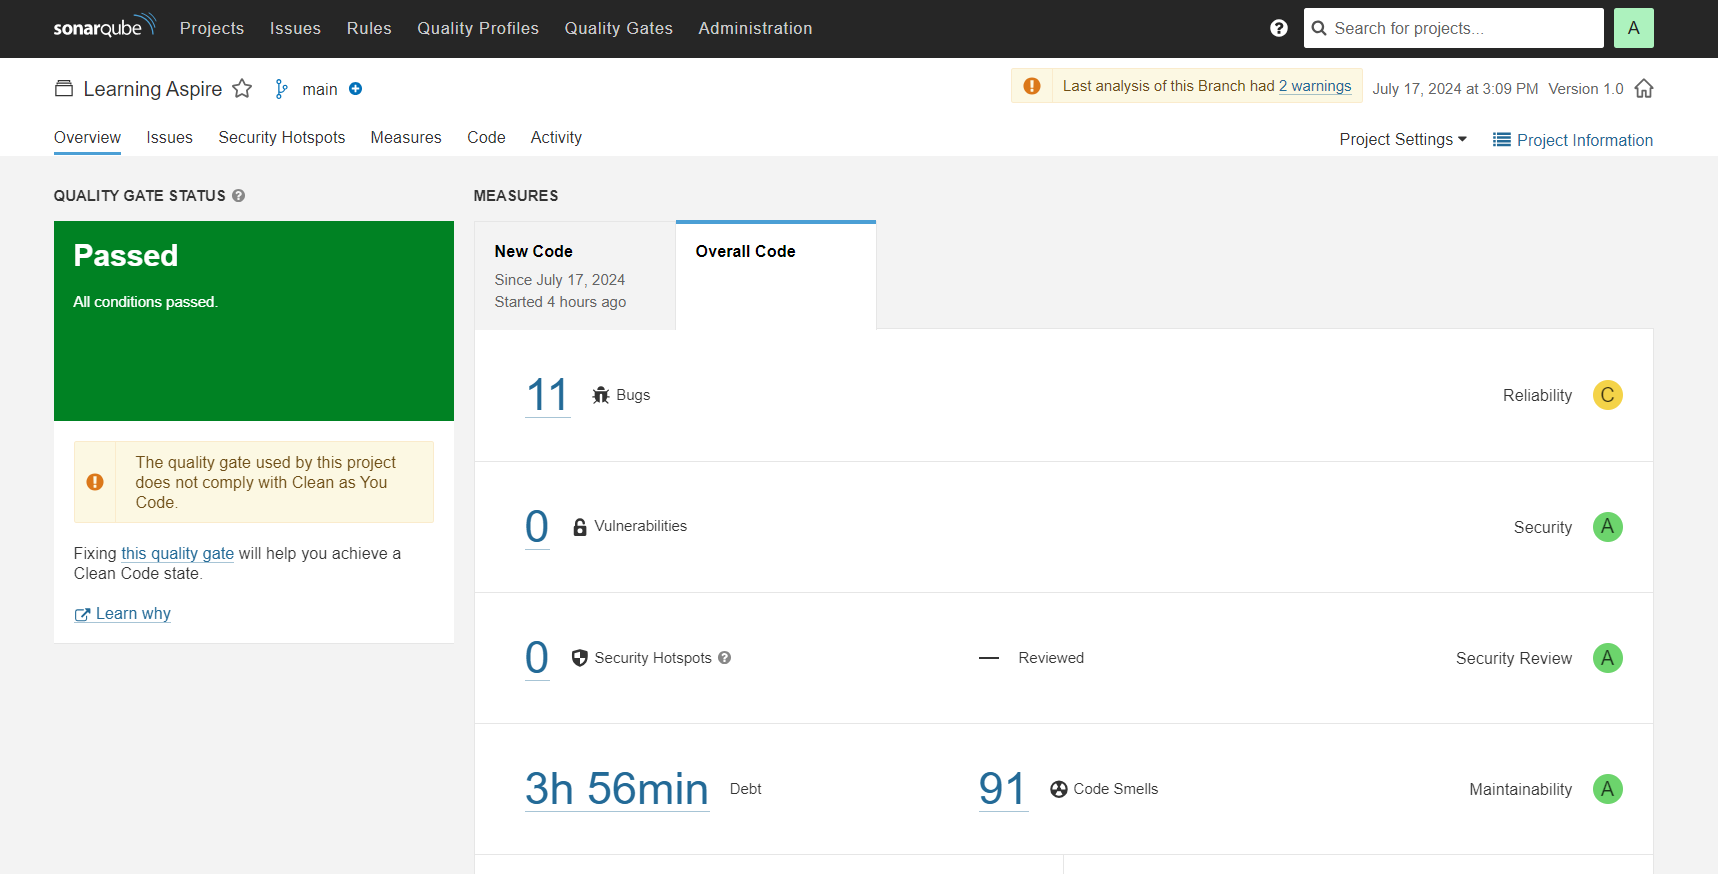 sonarqube Projects Issues Rules Quality Profiles Quality Gates Administration ? Search for projects... A
Learning Aspire main Last analysis of this Branch had 2 warnings July 17, 2024 at 3:09 PM Version 1.0
Overview Issues Security Hotspots Measures Code Activity Project Settings Project Information
QUALITY GATE STATUS ?
Passed
All conditions passed.
The quality gate used by this project
does not comply with Clean as You
Code.
Fixing this quality gate will help you achieve a
Clean Code state.
Learn why
MEASURES
New Code
Since July 17, 2024
Started 4 hours ago
Overall Code
11 Bugs Reliability C
0 Vulnerabilities Security A
0 Security Hotspots ? — Reviewed Security Review A
3h 56min Debt 91 Code Smells Maintainability A